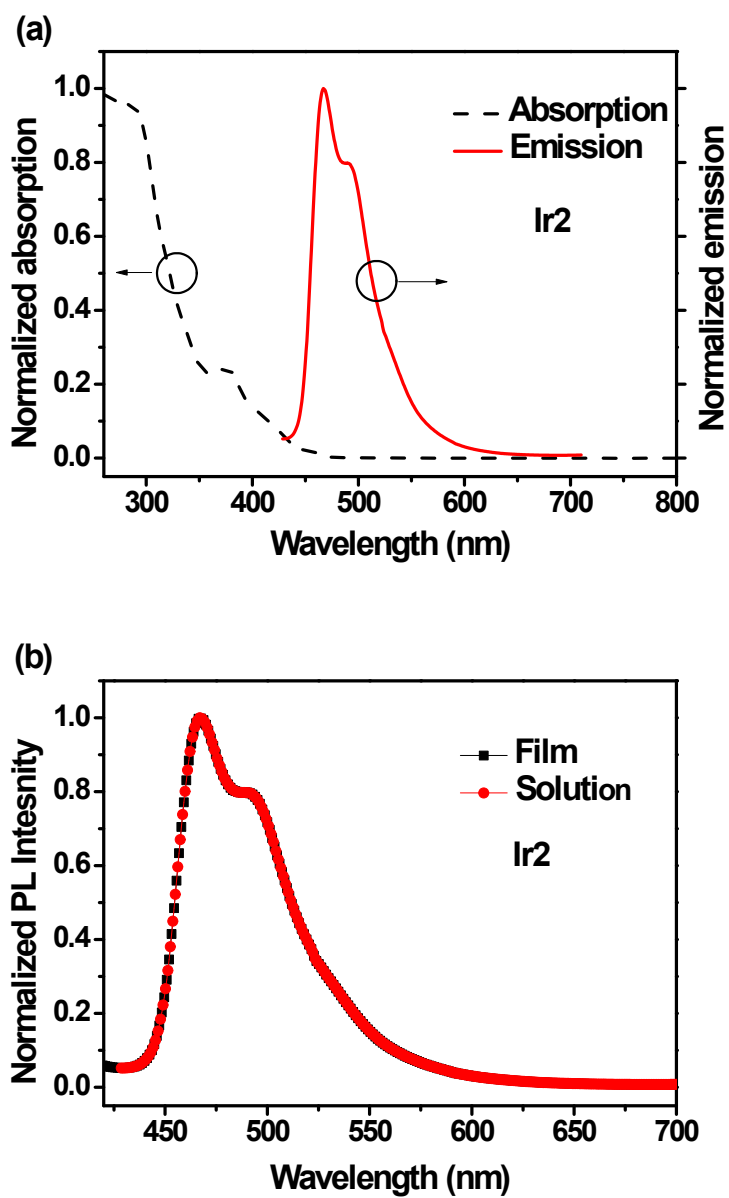 (a)
1.0
0.8
0.6
0.4
0.2
0.0
Normalized absorption
Normalized emission
Absorption
Emission
Ir2
300 400 500 600 700 800
Wavelength (nm)
(b)
1.0
0.8
0.6
0.4
0.2
0.0
Normalized PL Intesnity
Film
Solution
Ir2
450 500 550 600 650 700
Wavelength (nm)